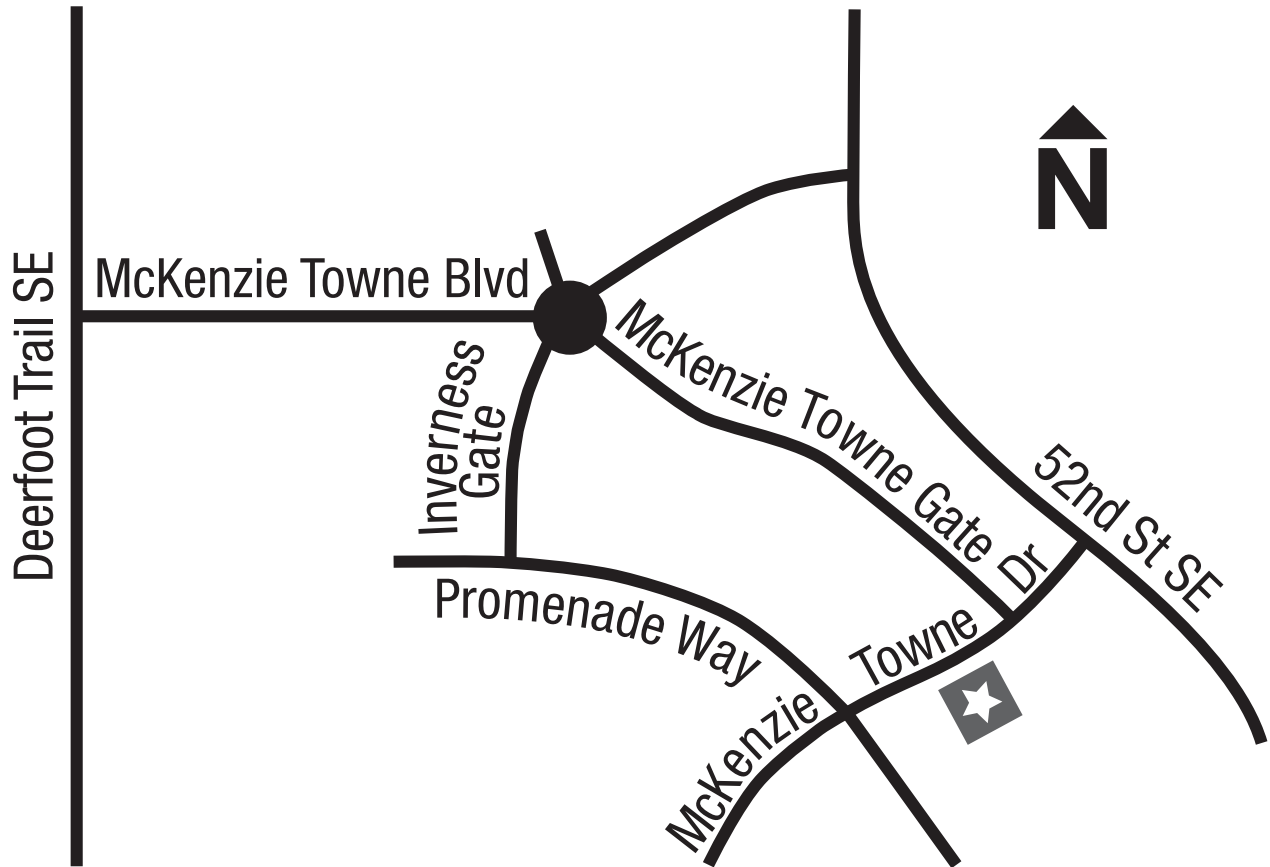 N
McKenzie Towne Blvd
Deerfoot Trail SE
McKenzie Towne Gate
Inverness
Gate
52nd St SE
Promenade Way
McKenzie Towne Dr